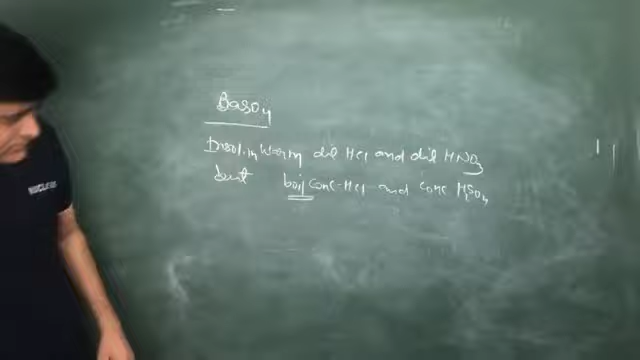 BaSO4
Insol. in warm dil HCl and dil HNO3
but boil conc. HCl and conc H2SO4